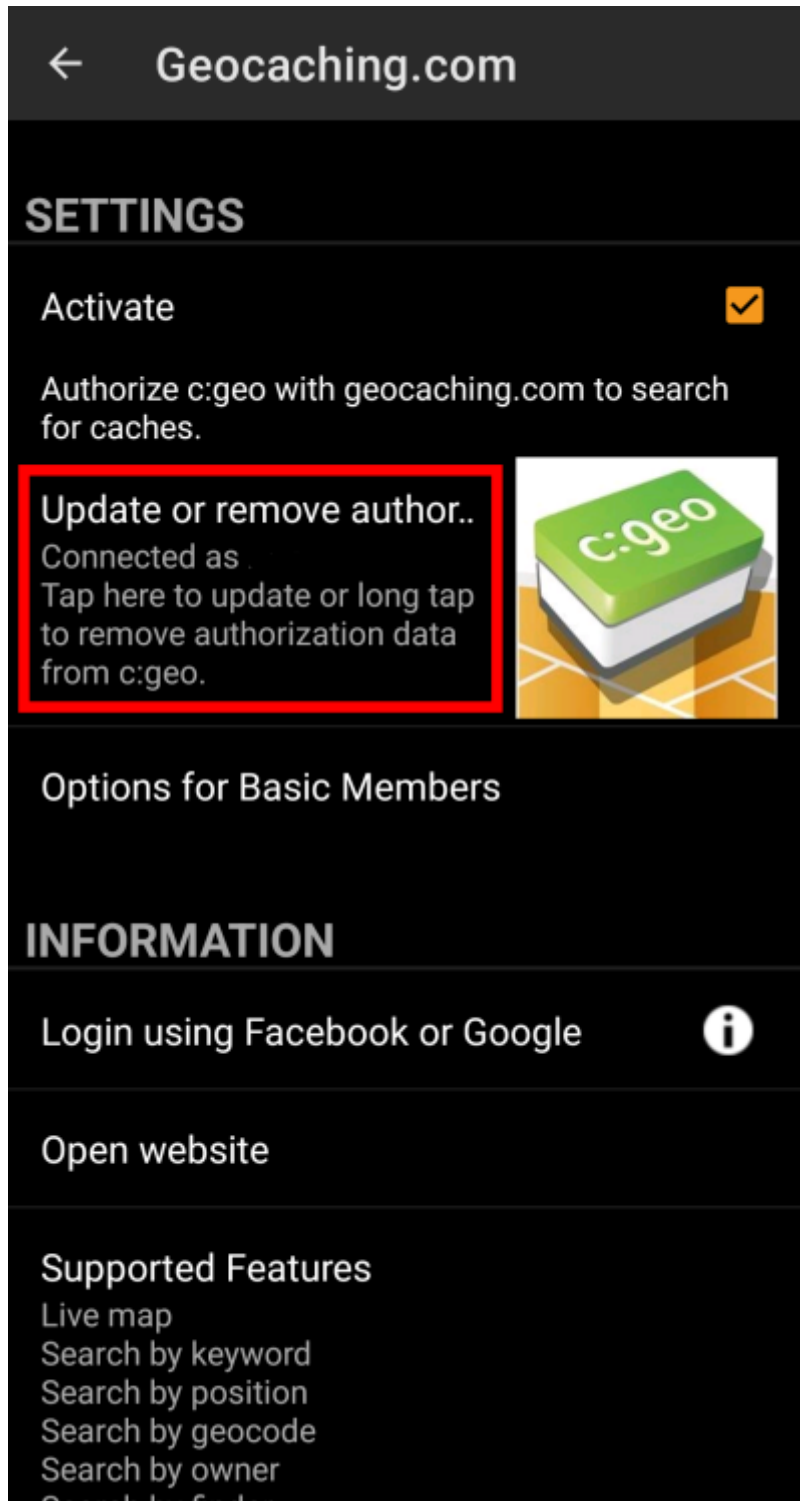 Geocaching.com
SETTINGS
Activate
Authorize c:geo with geocaching.com to search
for caches.
Update or remove author..
Connected as
Tap here to update or long tap
to remove authorization data
from c:geo.
c:geo
Options for Basic Members
INFORMATION
Login using Facebook or Google
Open website
Supported Features
Live map
Search by keyword
Search by position
Search by geocode
Search by owner